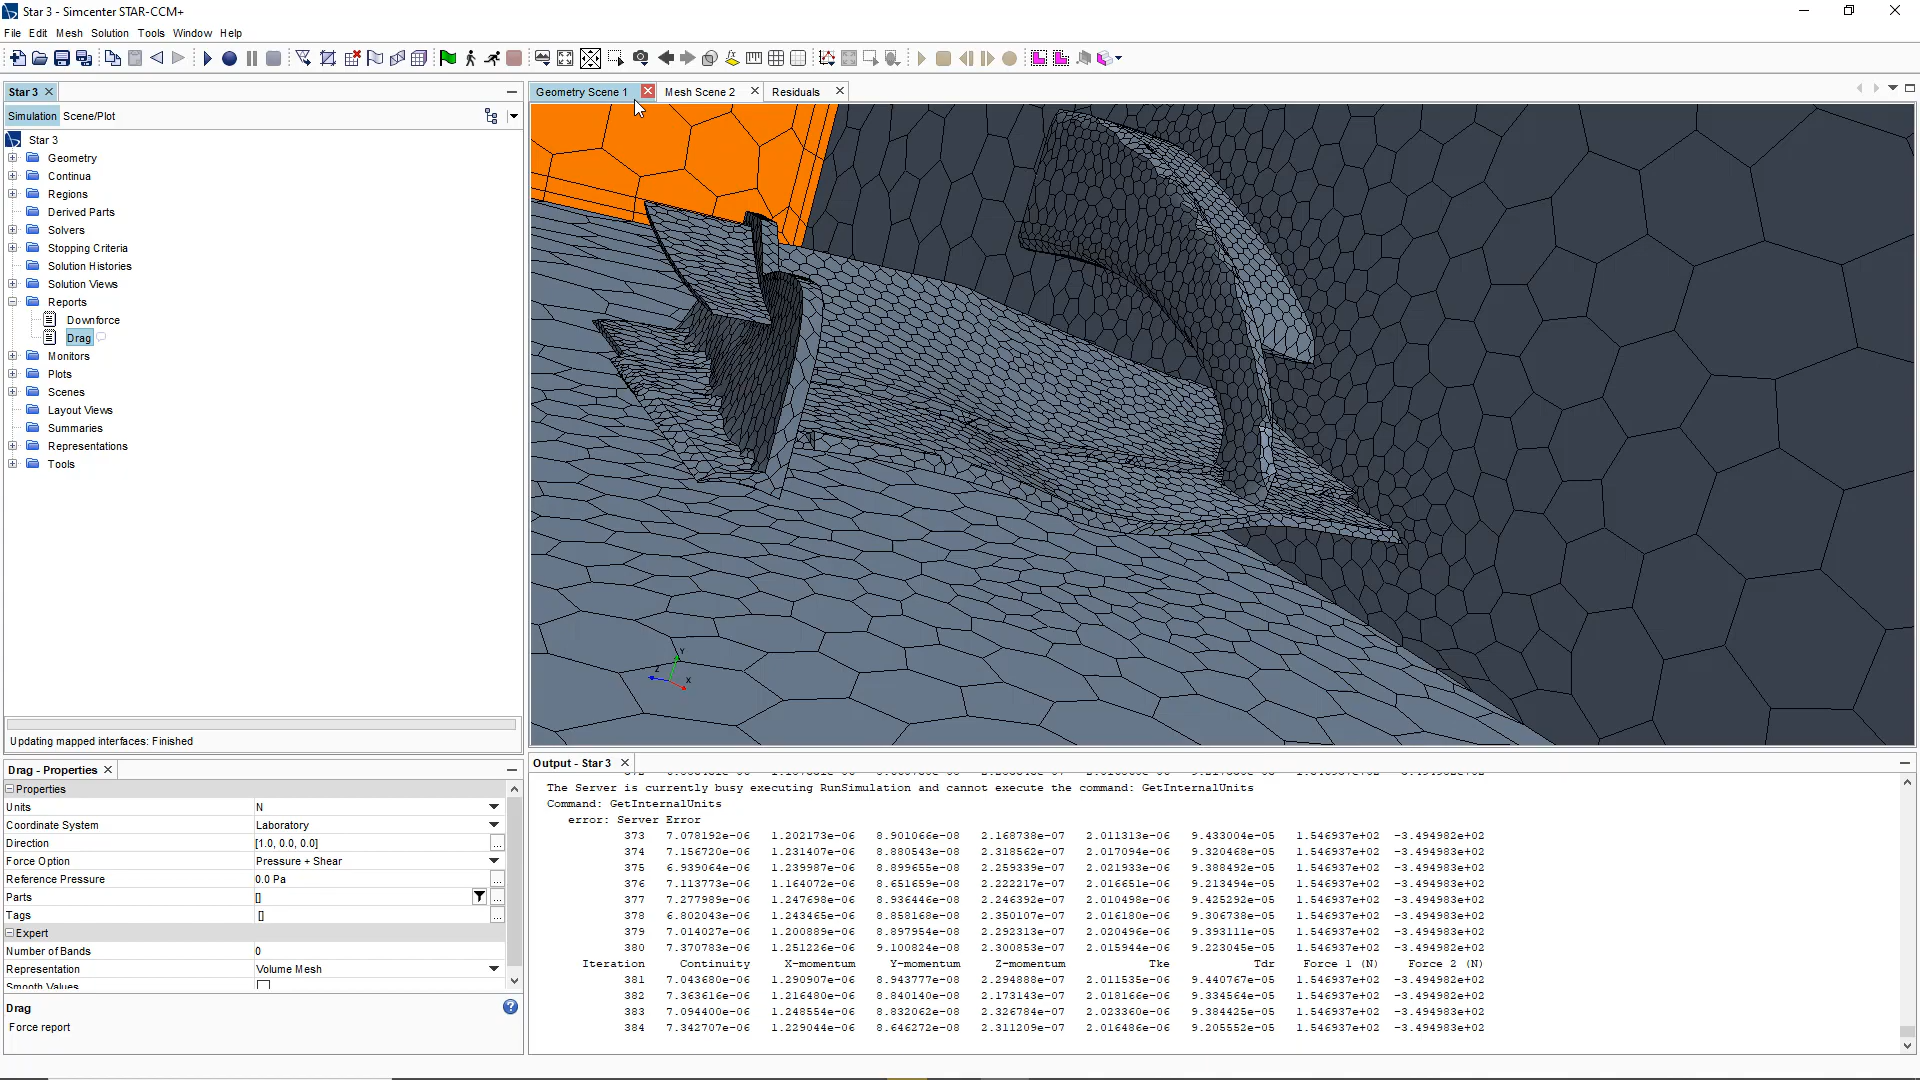 Star 3 - Simcenter STAR-CCM+
File Edit Mesh Solution Tools Window Help
Star 3
Simulation Scene/Plot
Star 3
Geometry
Continua
Regions
Derived Parts
Solvers
Stopping Criteria
Solution Histories
Solution Views
Reports
Downforce
Drag
Monitors
Plots
Scenes
Layout Views
Summaries
Representations
Tools
Updating mapped interfaces: Finished
Drag - Properties
Properties
Units N
Coordinate System Laboratory
Direction [1.0, 0.0, 0.0]
Force Option Pressure + Shear
Reference Pressure 0.0 Pa
Parts []
Tags []
Expert
Number of Bands 0
Representation Volume Mesh
Smooth Values
Drag
Force report
Geometry Scene 1 Mesh Scene 2 Residuals
Y
Z
X
Output - Star 3
The Server is currently busy executing RunSimulation and cannot execute the command: GetInternalUnits
Command: GetInternalUnits
error: Server Error
373 7.078192e-06 1.202173e-06 8.901066e-08 2.168738e-07 2.011313e-06 9.433004e-05 1.546937e+02 -3.494982e+02
374 7.156720e-06 1.231407e-06 8.880543e-08 2.318562e-07 2.017094e-06 9.320468e-05 1.546937e+02 -3.494983e+02
375 6.939064e-06 1.239987e-06 8.899655e-08 2.259339e-07 2.021933e-06 9.388492e-05 1.546937e+02 -3.494983e+02
376 7.113773e-06 1.164072e-06 8.651659e-08 2.222217e-07 2.016651e-06 9.213494e-05 1.546937e+02 -3.494983e+02
377 7.277989e-06 1.247698e-06 8.936446e-08 2.246392e-07 2.010498e-06 9.425292e-05 1.546937e+02 -3.494982e+02
378 6.802043e-06 1.243465e-06 8.858168e-08 2.350107e-07 2.016180e-06 9.306738e-05 1.546937e+02 -3.494983e+02
379 7.014027e-06 1.200889e-06 8.897954e-08 2.292313e-07 2.020496e-06 9.393111e-05 1.546937e+02 -3.494983e+02
380 7.370783e-06 1.251226e-06 9.100824e-08 2.300853e-07 2.015944e-06 9.223045e-05 1.546937e+02 -3.494982e+02
Iteration Continuity X-momentum Y-momentum Z-momentum Tke Tdr Force 1 (N) Force 2 (N)
381 7.043680e-06 1.290907e-06 8.943777e-08 2.294888e-07 2.011535e-06 9.440767e-05 1.546937e+02 -3.494982e+02
382 7.363616e-06 1.216480e-06 8.840140e-08 2.173143e-07 2.018166e-06 9.334564e-05 1.546937e+02 -3.494982e+02
383 7.094400e-06 1.248554e-06 8.832062e-08 2.326784e-07 2.023360e-06 9.384425e-05 1.546937e+02 -3.494983e+02
384 7.342707e-06 1.229044e-06 8.646272e-08 2.311209e-07 2.016486e-06 9.205552e-05 1.546937e+02 -3.494983e+02